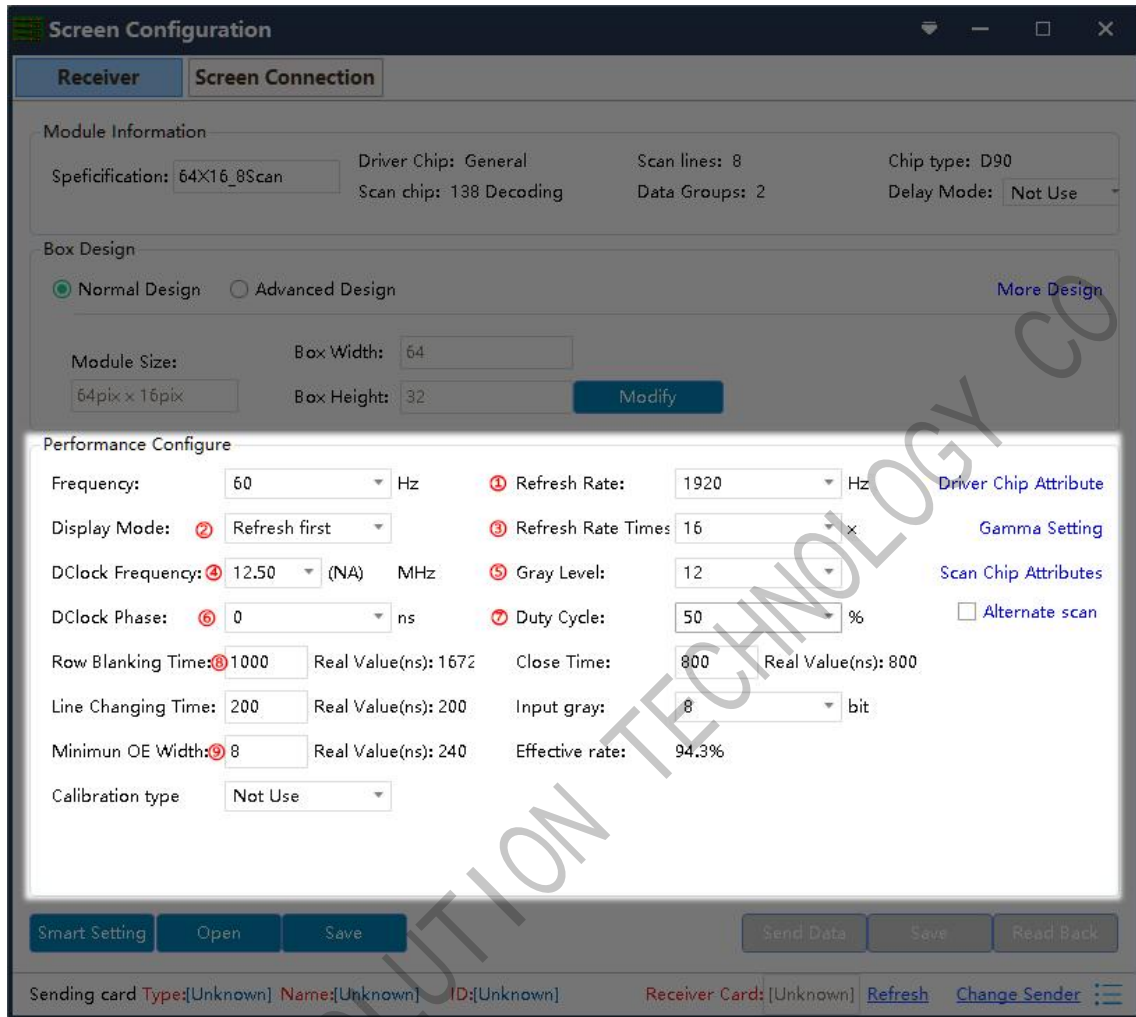 Screen Configuration
Receiver Screen Connection
Module Information
Speficification: 64X16_8Scan Driver Chip: General Scan lines: 8 Chip type: D90
Scan chip: 138 Decoding Data Groups: 2 Delay Mode: Not Use
Box Design
Normal Design Advanced Design More Design
Module Size: Box Width: 64
64pix x 16pix Box Height: 32 Modify
Performance Configure
Frequency: 60 Hz ① Refresh Rate: 1920 Hz Driver Chip Attribute
Display Mode: ② Refresh first ③ Refresh Rate Times 16 x Gamma Setting
DClock Frequency: ④ 12.50 (NA) MHz ⑤ Gray Level: 12 Scan Chip Attributes
DClock Phase: ⑥ 0 ns ⑦ Duty Cycle: 50 % Alternate scan
Row Blanking Time: ⑧ 1000 Real Value(ns): 1672 Close Time: 800 Real Value(ns): 800
Line Changing Time: 200 Real Value(ns): 200 Input gray: 8 bit
Minimun OE Width: ⑨ 8 Real Value(ns): 240 Effective rate: 94.3%
Calibration type Not Use
Smart Setting Open Save Send Data Save Read Back
Sending card Type:[Unknown] Name:[Unknown] ID:[Unknown] Receiver Card: [Unknown] Refresh Change Sender
LUTION TECHNOLOGY CO